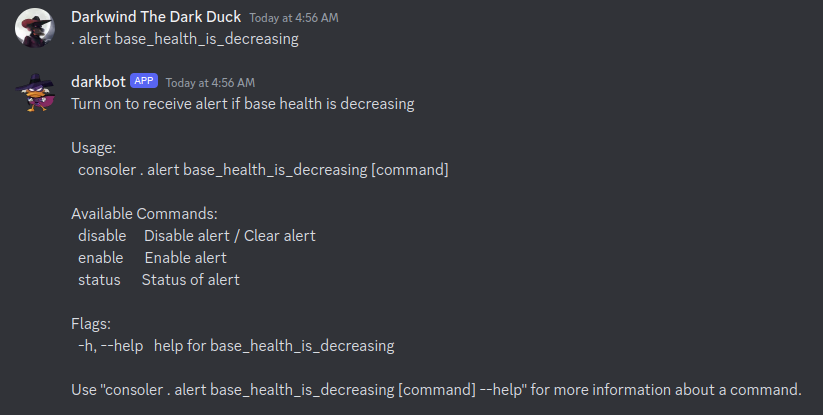 Darkwind The Dark Duck Today at 4:56 AM
. alert base_health_is_decreasing
darkbot APP Today at 4:56 AM
Turn on to receive alert if base health is decreasing
Usage:
consoler . alert base_health_is_decreasing [command]
Available Commands:
disable Disable alert / Clear alert
enable Enable alert
status Status of alert
Flags:
-h, --help help for base_health_is_decreasing
Use "consoler . alert base_health_is_decreasing [command] --help" for more information about a command.